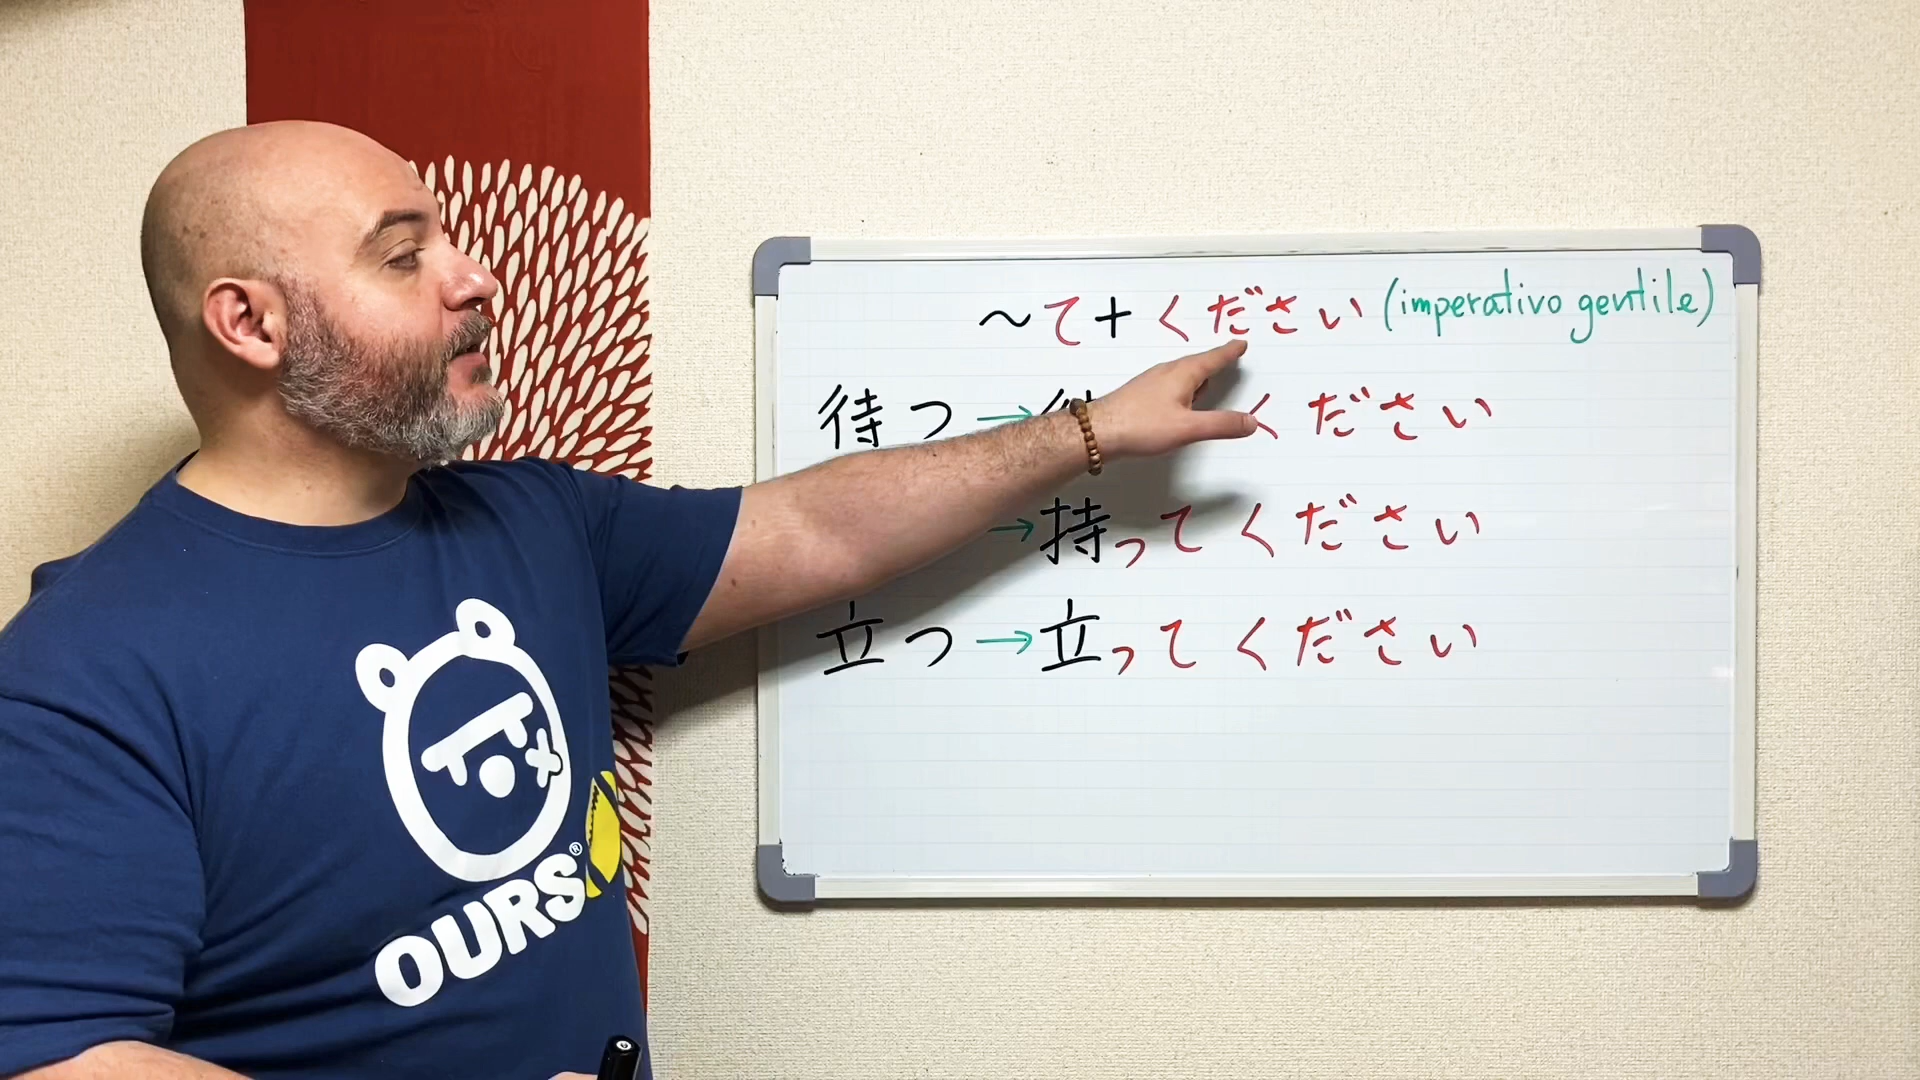 ～て+ください (imperativo gentile)
待つ→ ください
→持ってください
立つ→立ってください
OURS®